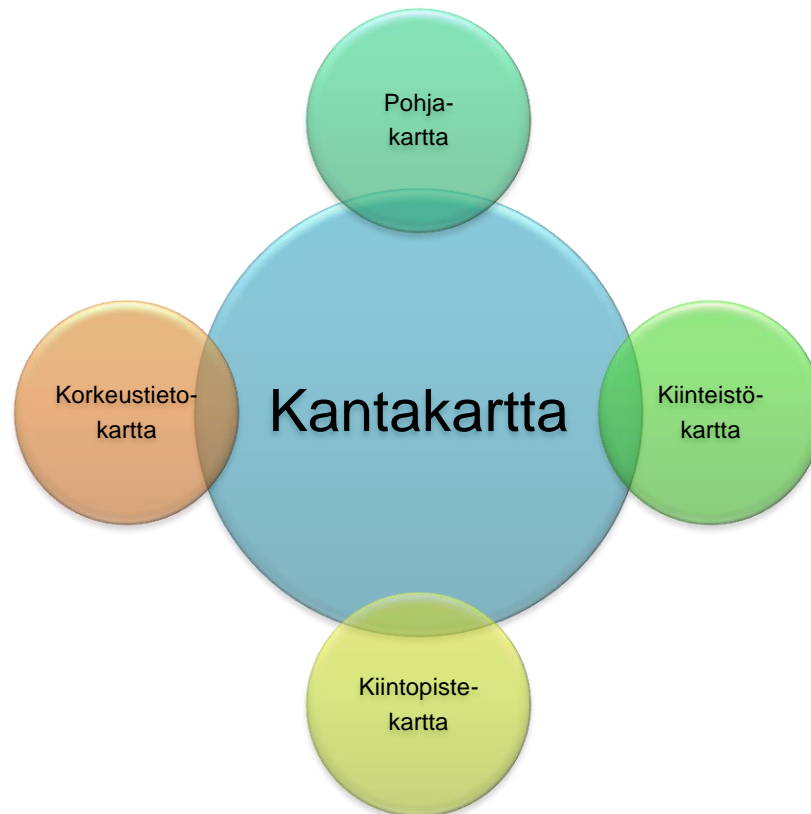 Pohja-
kartta
Korkeustieto-
kartta
Kantakartta
Kiinteistö-
kartta
Kiintopiste-
kartta